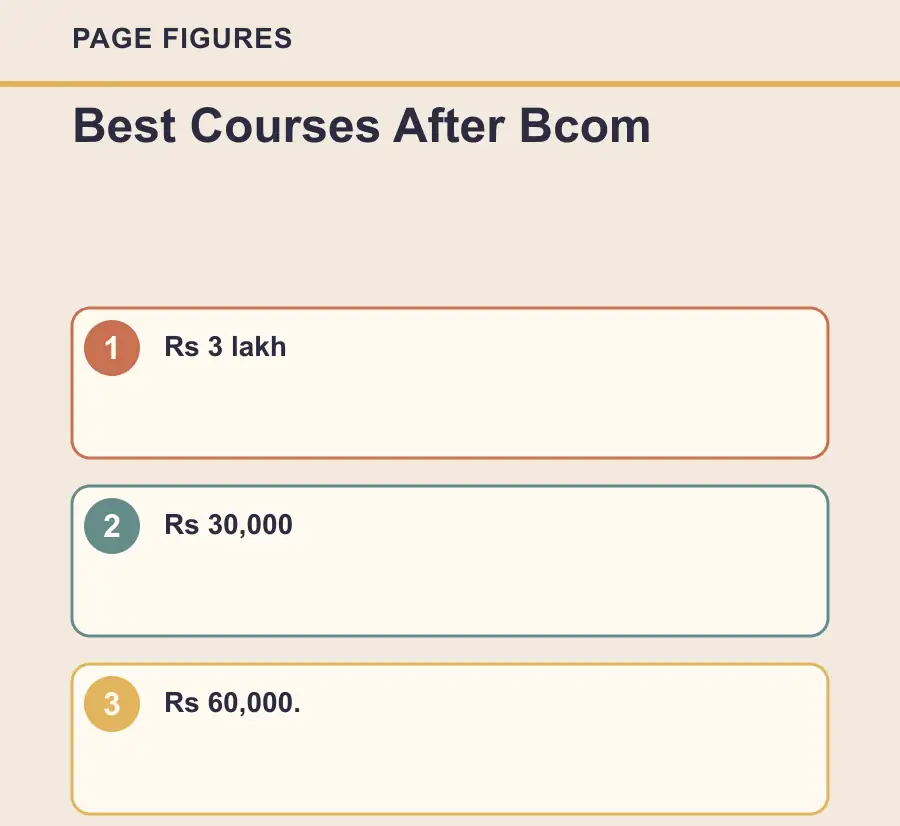 PAGE FIGURES
Best Courses After Bcom
1 Rs 3 lakh
2 Rs 30,000
3 Rs 60,000.